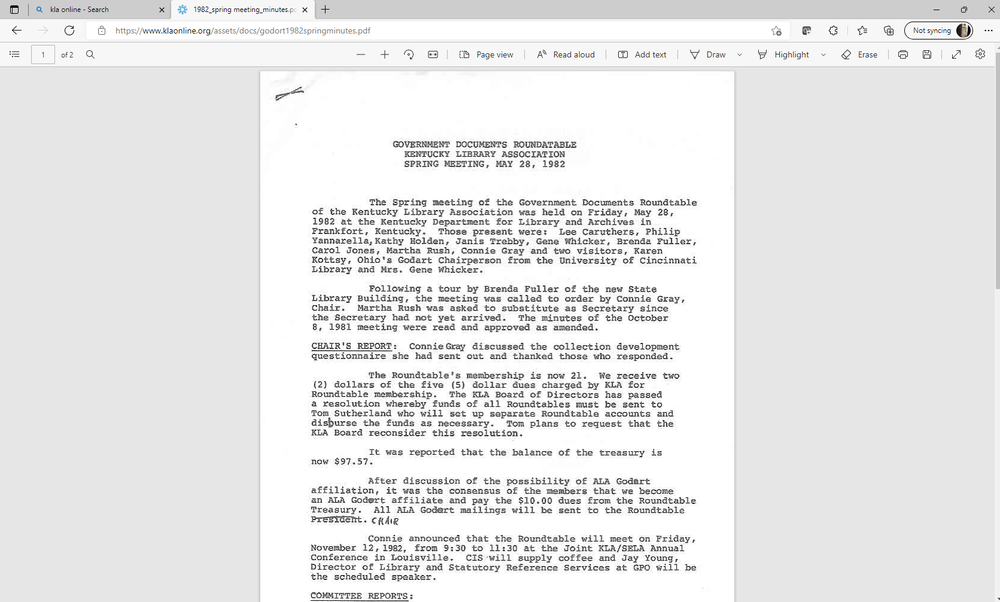 kla online - Search
1982_spring meeting_minutes.pc
https://www.klaonline.org/assets/docs/godort1982springminutes.pdf
Not syncing
1 of 2
Page view
Read aloud
Add text
Draw
Highlight
Erase
GOVERNMENT DOCUMENTS ROUNDATABLE
KENTUCKY LIBRARY ASSOCIATION
SPRING MEETING, MAY 28, 1982
The Spring meeting of the Government Documents Roundtable
of the Kentucky Library Association was held on Friday, May 28,
1982 at the Kentucky Department for Library and Archives in
Frankfort, Kentucky. Those present were: Lee Caruthers, Philip
Yannarella, Kathy Holden, Janis Trebby, Gene Whicker, Brenda Fuller,
Carol Jones, Martha Rush, Connie Gray and two visitors, Karen
Kottsy, Ohio's Godart Chairperson from the University of Cincinnati
Library and Mrs. Gene Whicker.
Following a tour by Brenda Fuller of the new State
Library Building, the meeting was called to order by Connie Gray,
Chair. Martha Rush was asked to substitute as Secretary since
the Secretary had not yet arrived. The minutes of the October
8, 1981 meeting were read and approved as amended.
CHAIR'S REPORT: Connie Gray discussed the collection development
questionnaire she had sent out and thanked those who responded.
The Roundtable's membership is now 21. We receive two
(2) dollars of the five (5) dollar dues charged by KLA for
Roundtable membership. The KLA Board of Directors has passed
a resolution whereby funds of all Roundtables must be sent to
Tom Sutherland who will set up separate Roundtable accounts and
disburse the funds as necessary. Tom plans to request that the
KLA Board reconsider this resolution.
It was reported that the balance of the treasury is
now $97.57.
After discussion of the possibility of ALA Godort
affiliation, it was the consensus of the members that we become
an ALA Godort affiliate and pay the $10.00 dues from the Roundtable
Treasury. All ALA Godort mailings will be sent to the Roundtable
President. CHAIR
Connie announced that the Roundtable will meet on Friday,
November 12, 1982, from 9:30 to 11:30 at the Joint KLA/SELA Annual
Conference in Louisville. CIS will supply coffee and Jay Young,
Director of Library and Statutory Reference Services at GPO will be
the scheduled speaker.
COMMITTEE REPORTS: